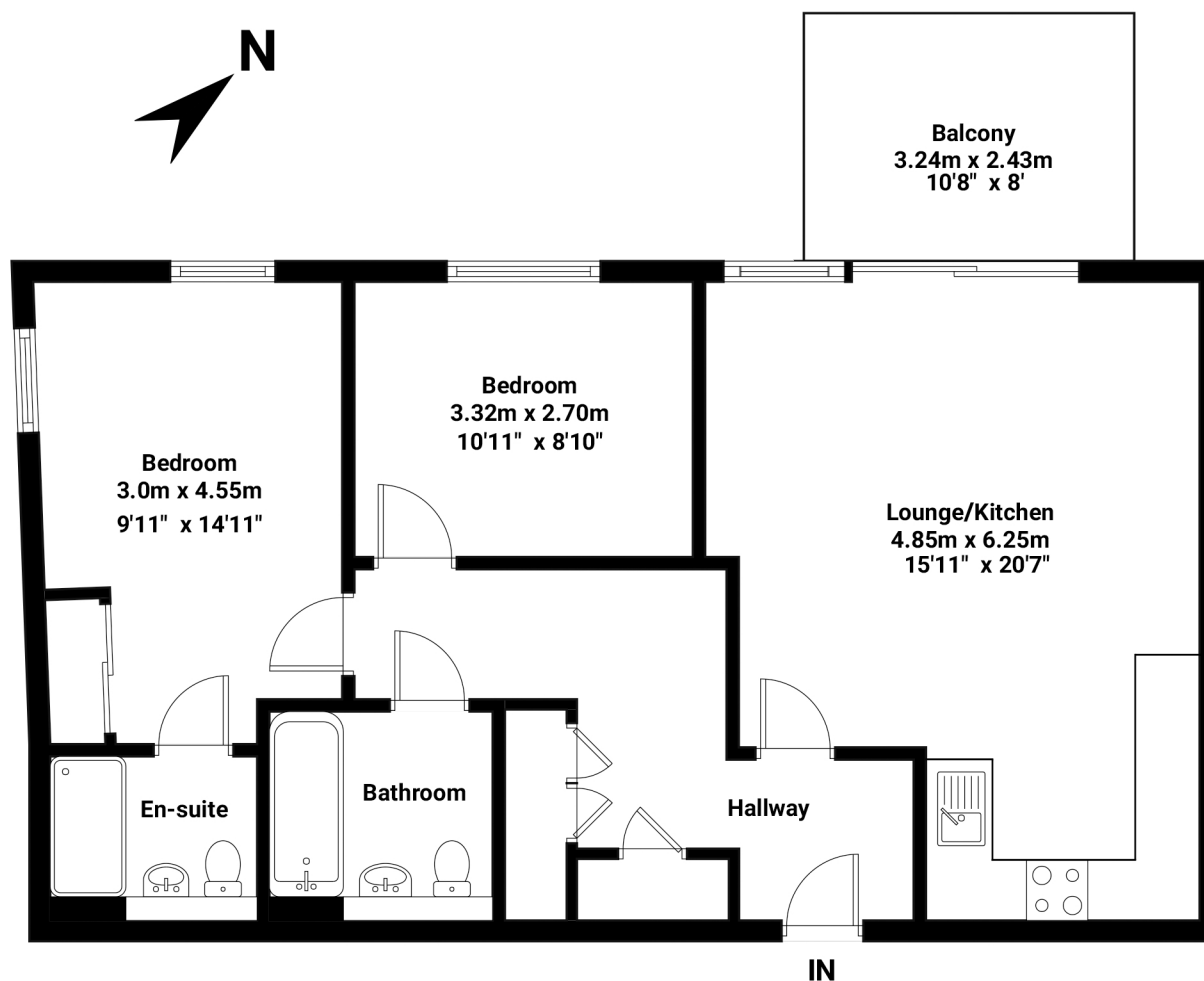 N
Balcony
3.24m x 2.43m
10'8" x 8'
Bedroom
3.32m x 2.70m
10'11" x 8'10"
Bedroom
3.0m x 4.55m
9'11" x 14'11"
Lounge/Kitchen
4.85m x 6.25m
15'11" x 20'7"
En-suite
Bathroom
Hallway
IN